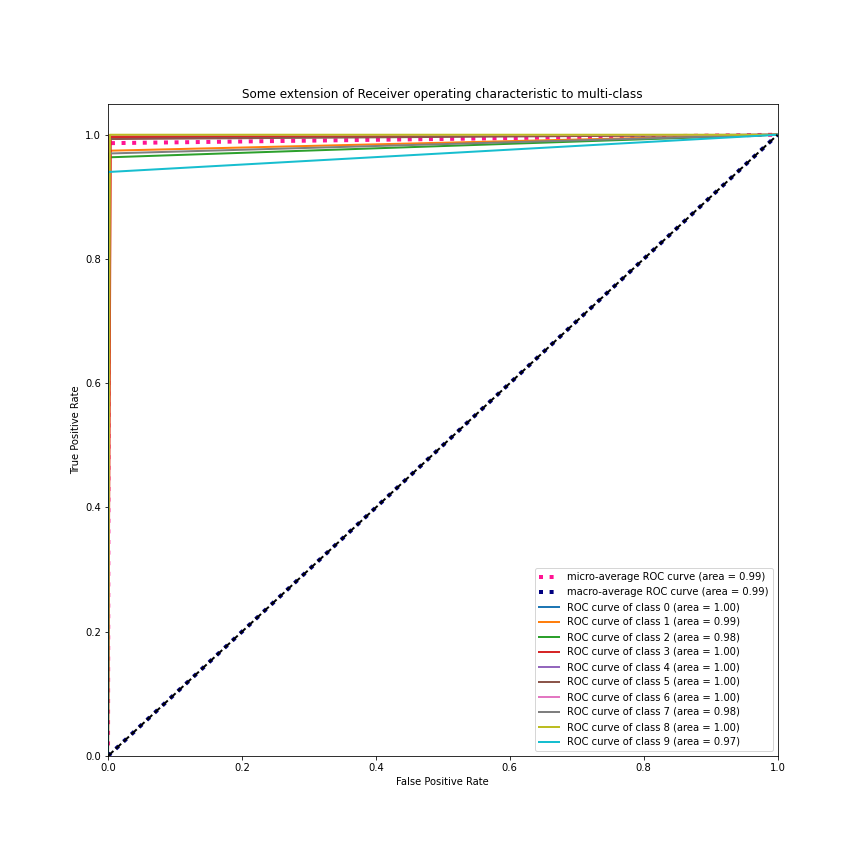 Some extension of Receiver operating characteristic to multi-class
1.0
0.8
0.6
0.4
0.2
0.0
True Positive Rate
0.0 0.2 0.4 0.6 0.8 1.0
False Positive Rate
micro-average ROC curve (area = 0.99)
macro-average ROC curve (area = 0.99)
ROC curve of class 0 (area = 1.00)
ROC curve of class 1 (area = 0.99)
ROC curve of class 2 (area = 0.98)
ROC curve of class 3 (area = 1.00)
ROC curve of class 4 (area = 1.00)
ROC curve of class 5 (area = 1.00)
ROC curve of class 6 (area = 1.00)
ROC curve of class 7 (area = 0.98)
ROC curve of class 8 (area = 1.00)
ROC curve of class 9 (area = 0.97)